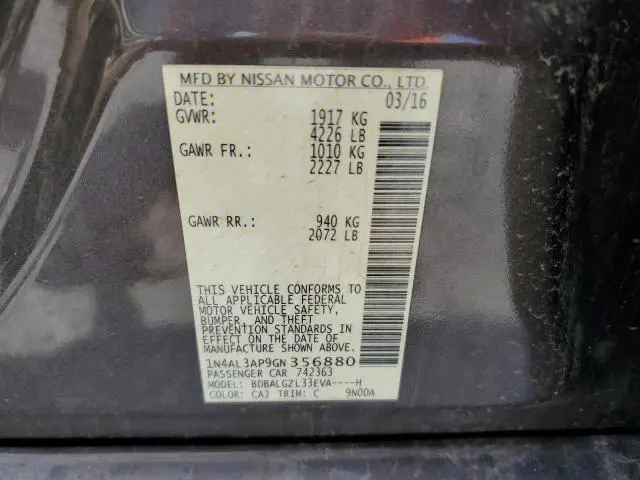 MFD BY NISSAN MOTOR CO., LTD.
DATE: 03/16
GVWR: 1917 KG
4226 LB
GAWR FR.: 1010 KG
2227 LB
GAWR RR.: 940 KG
2072 LB
THIS VEHICLE CONFORMS TO
ALL APPLICABLE FEDERAL
MOTOR VEHICLE SAFETY,
BUMPER, AND THEFT
PREVENTION STANDARDS IN
EFFECT ON THE DATE OF
MANUFACTURE SHOWN ABOVE.
1N4AL3AP9GN356880
PASSENGER CAR 742363
MODEL: BDBALGZL33EVA----H
COLOR: CAJ TRIM: C 9N00A